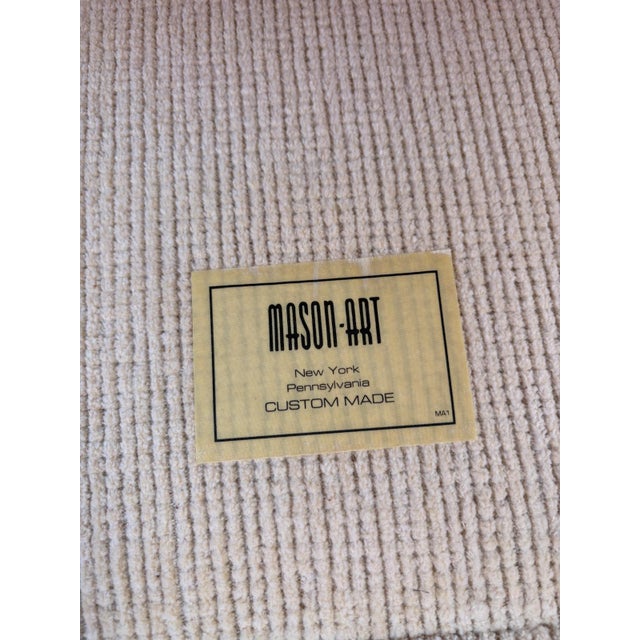 MASON-ART
New York
Pennsylvania
CUSTOM MADE
MA1